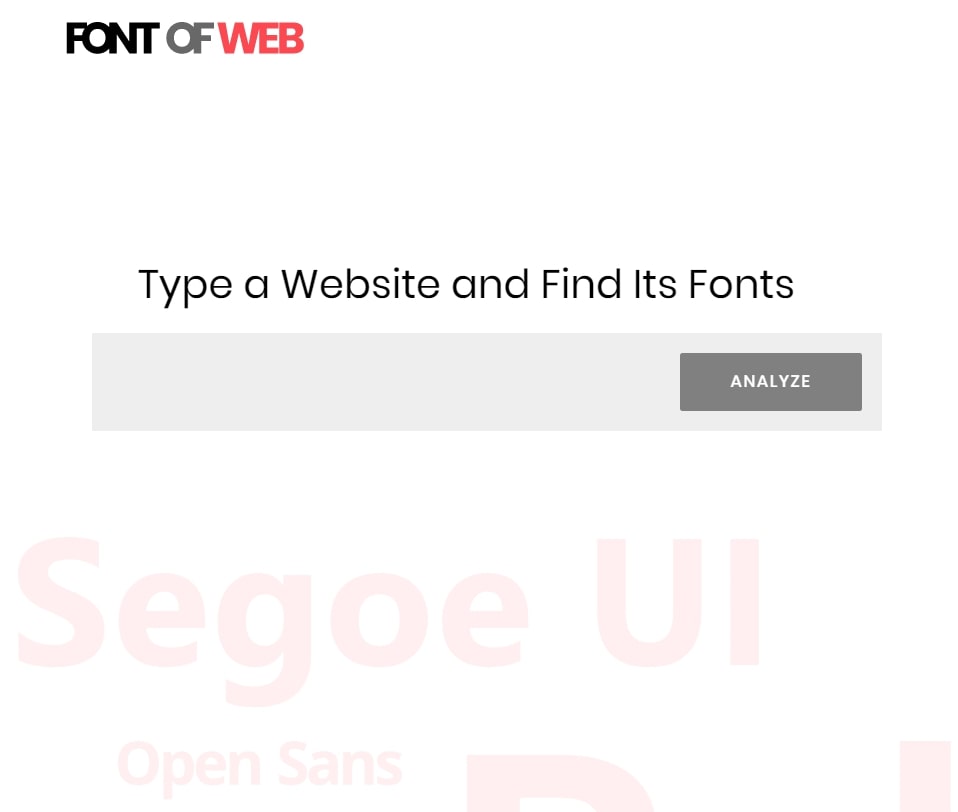 FONT OF WEB
Type a Website and Find Its Fonts
ANALYZE
Segoe UI
Open Sans